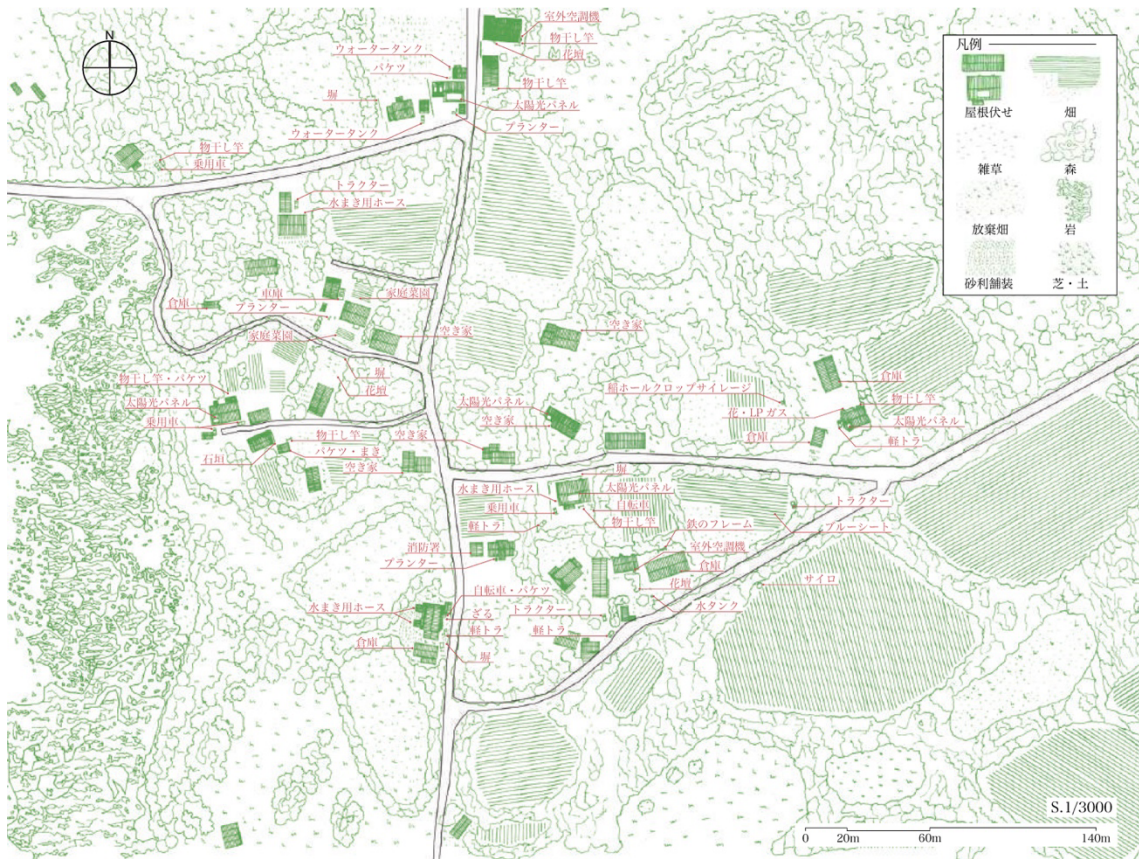 N
室外空調機
物干し竿
花壇
ウォータータンク
バケツ
物干し竿
太陽光パネル
塀
プランター
ウォータータンク
物干し竿
乗用車
トラクター
水まき用ホース
車庫
家庭菜園
倉庫
プランター
空き家
家庭菜園
空き家
塀
花壇
物干し竿・バケツ
太陽光パネル
乗用車
物干し竿
バケツ・まき
石垣
空き家
空き家
太陽光パネル
空き家
稲ホールクロップサイレージ
倉庫
物干し竿
花・LPガス
太陽光パネル
倉庫
軽トラ
塀
水まき用ホース
太陽光パネル
乗用車
自転車
軽トラ
物干し竿
トラクター
ブルーシート
鉄のフレーム
消防署
室外空調機
プランター
倉庫
花壇
サイロ
自転車・バケツ
水まき用ホース
ざる
トラクター
水タンク
軽トラ
軽トラ
倉庫
塀
凡例
屋根伏せ
畑
雑草
森
放棄畑
岩
砂利舗装
芝・土
S.1/3000
0 20m 60m 140m